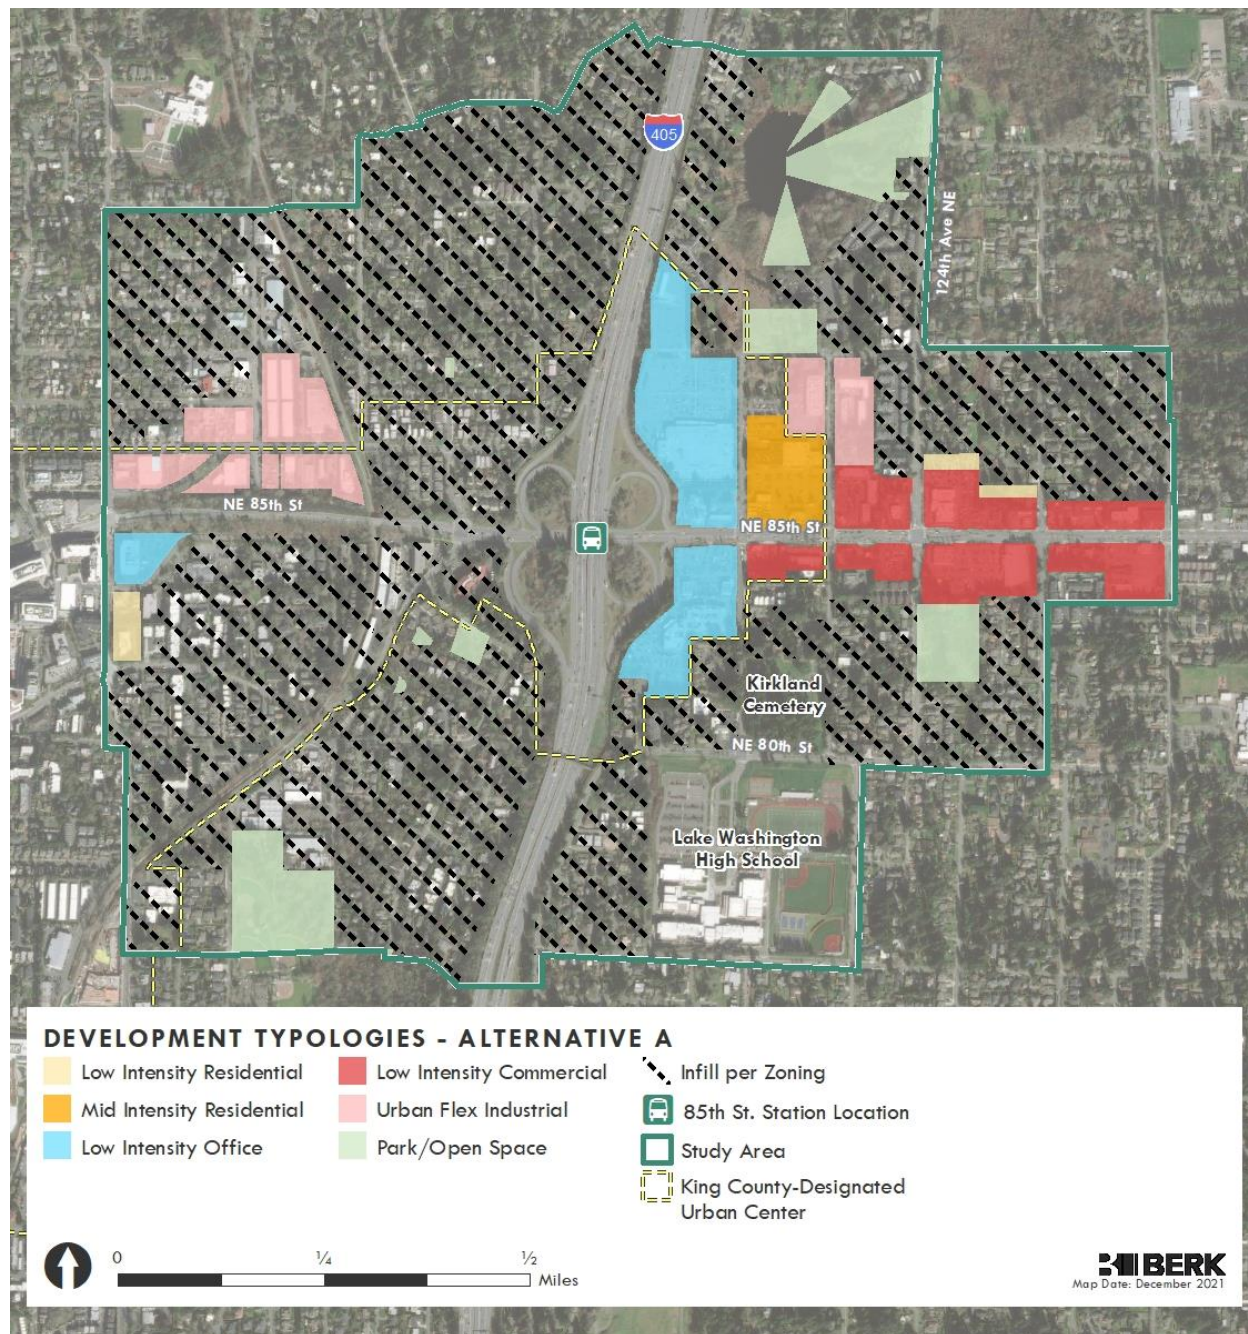 405
124th Ave NE
NE 85th St
NE 85th St
Kirkland
Cemetery
NE 80th St
Lake Washington
High School
DEVELOPMENT TYPOLOGIES - ALTERNATIVE A
Low Intensity Residential
Mid Intensity Residential
Low Intensity Office
Low Intensity Commercial
Urban Flex Industrial
Park/Open Space
Infill per Zoning
85th St. Station Location
Study Area
King County-Designated
Urban Center
0 ¼ ½
Miles
BERK
Map Date: December 2021